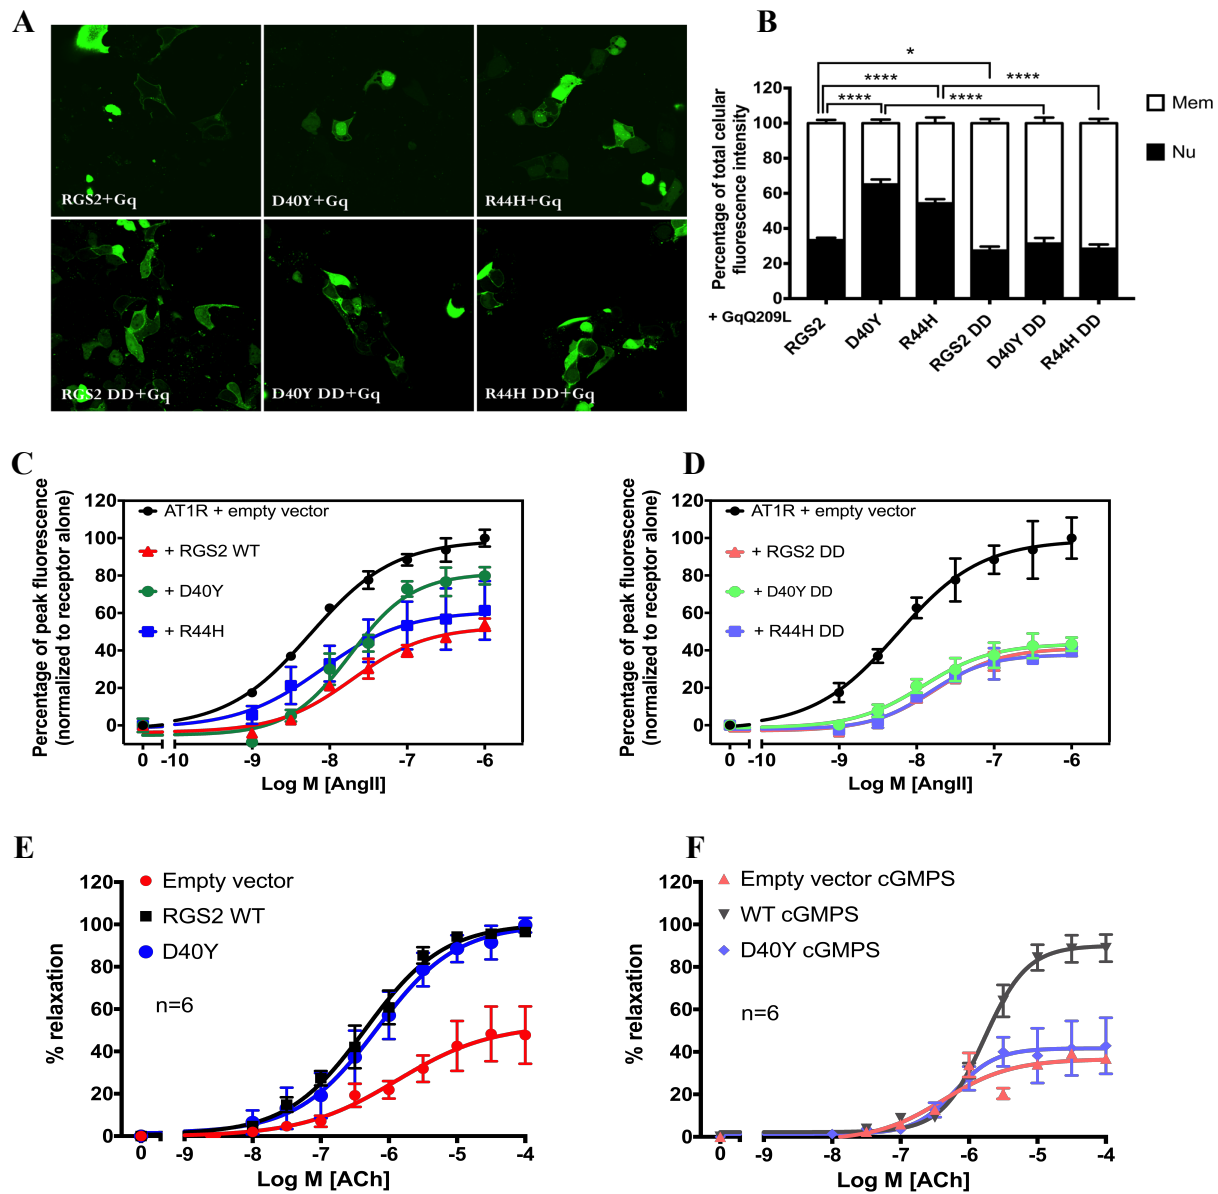 A
RGS2+Gq
D40Y+Gq
R44H+Gq
RGS2 DD+Gq
D40Y DD+Gq
R44H DD+Gq
B
*
**** ****
**** ****
Percentage of total celular
fluorescence intensity
120
100
80
60
40
20
0
Mem
Nu
+ GqQ209L
RGS2
D40Y
R44H
RGS2 DD
D40Y DD
R44H DD
C
Percentage of peak fluorescence
(normalized to receptor alone)
120
100
80
60
40
20
0
AT1R + empty vector
+ RGS2 WT
+ D40Y
+ R44H
0 -10 -9 -8 -7 -6
Log M [AngII]
D
Percentage of peak fluorescence
(normalized to receptor alone)
120
100
80
60
40
20
0
AT1R + empty vector
+ RGS2 DD
+ D40Y DD
+ R44H DD
0 -10 -9 -8 -7 -6
Log M [AngII]
E
% relaxation
120
100
80
60
40
20
0
Empty vector
RGS2 WT
D40Y
n=6
0 -9 -8 -7 -6 -5 -4
Log M [ACh]
F
% relaxation
120
100
80
60
40
20
0
Empty vector cGMPS
WT cGMPS
D40Y cGMPS
n=6
0 -9 -8 -7 -6 -5 -4
Log M [ACh]